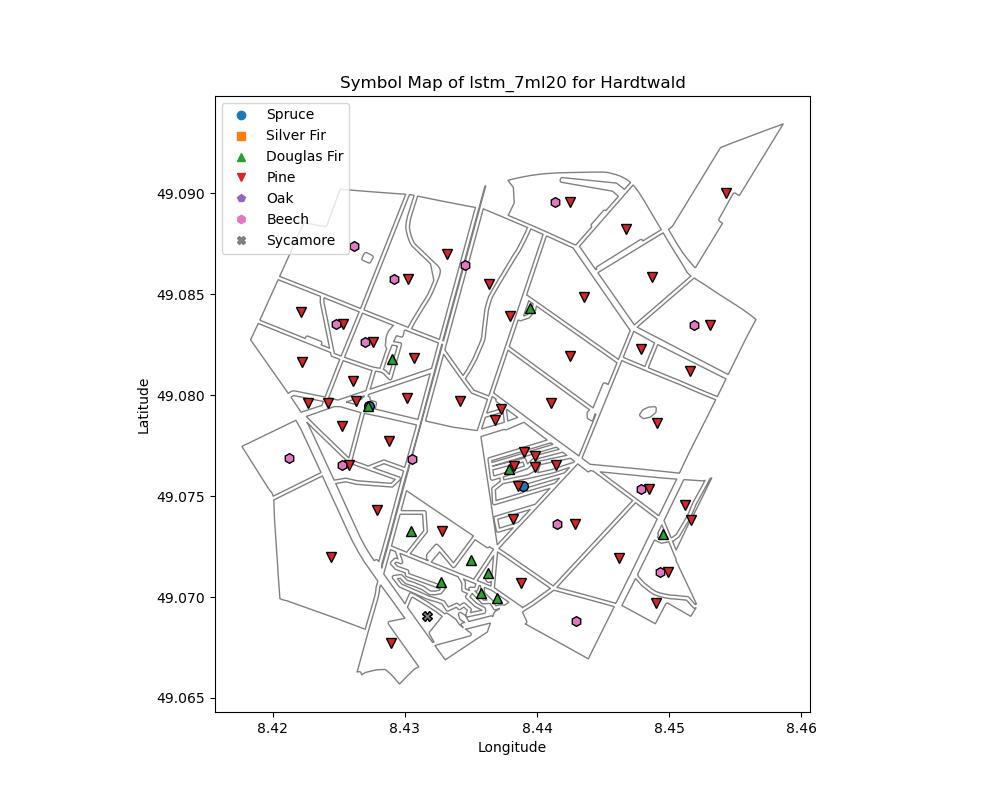 Symbol Map of lstm_7ml20 for Hardtwald
Spruce
Silver Fir
Douglas Fir
Pine
Oak
Beech
Sycamore
49.090
49.085
49.080
49.075
49.070
49.065
Latitude
8.42 8.43 8.44 8.45 8.46
Longitude